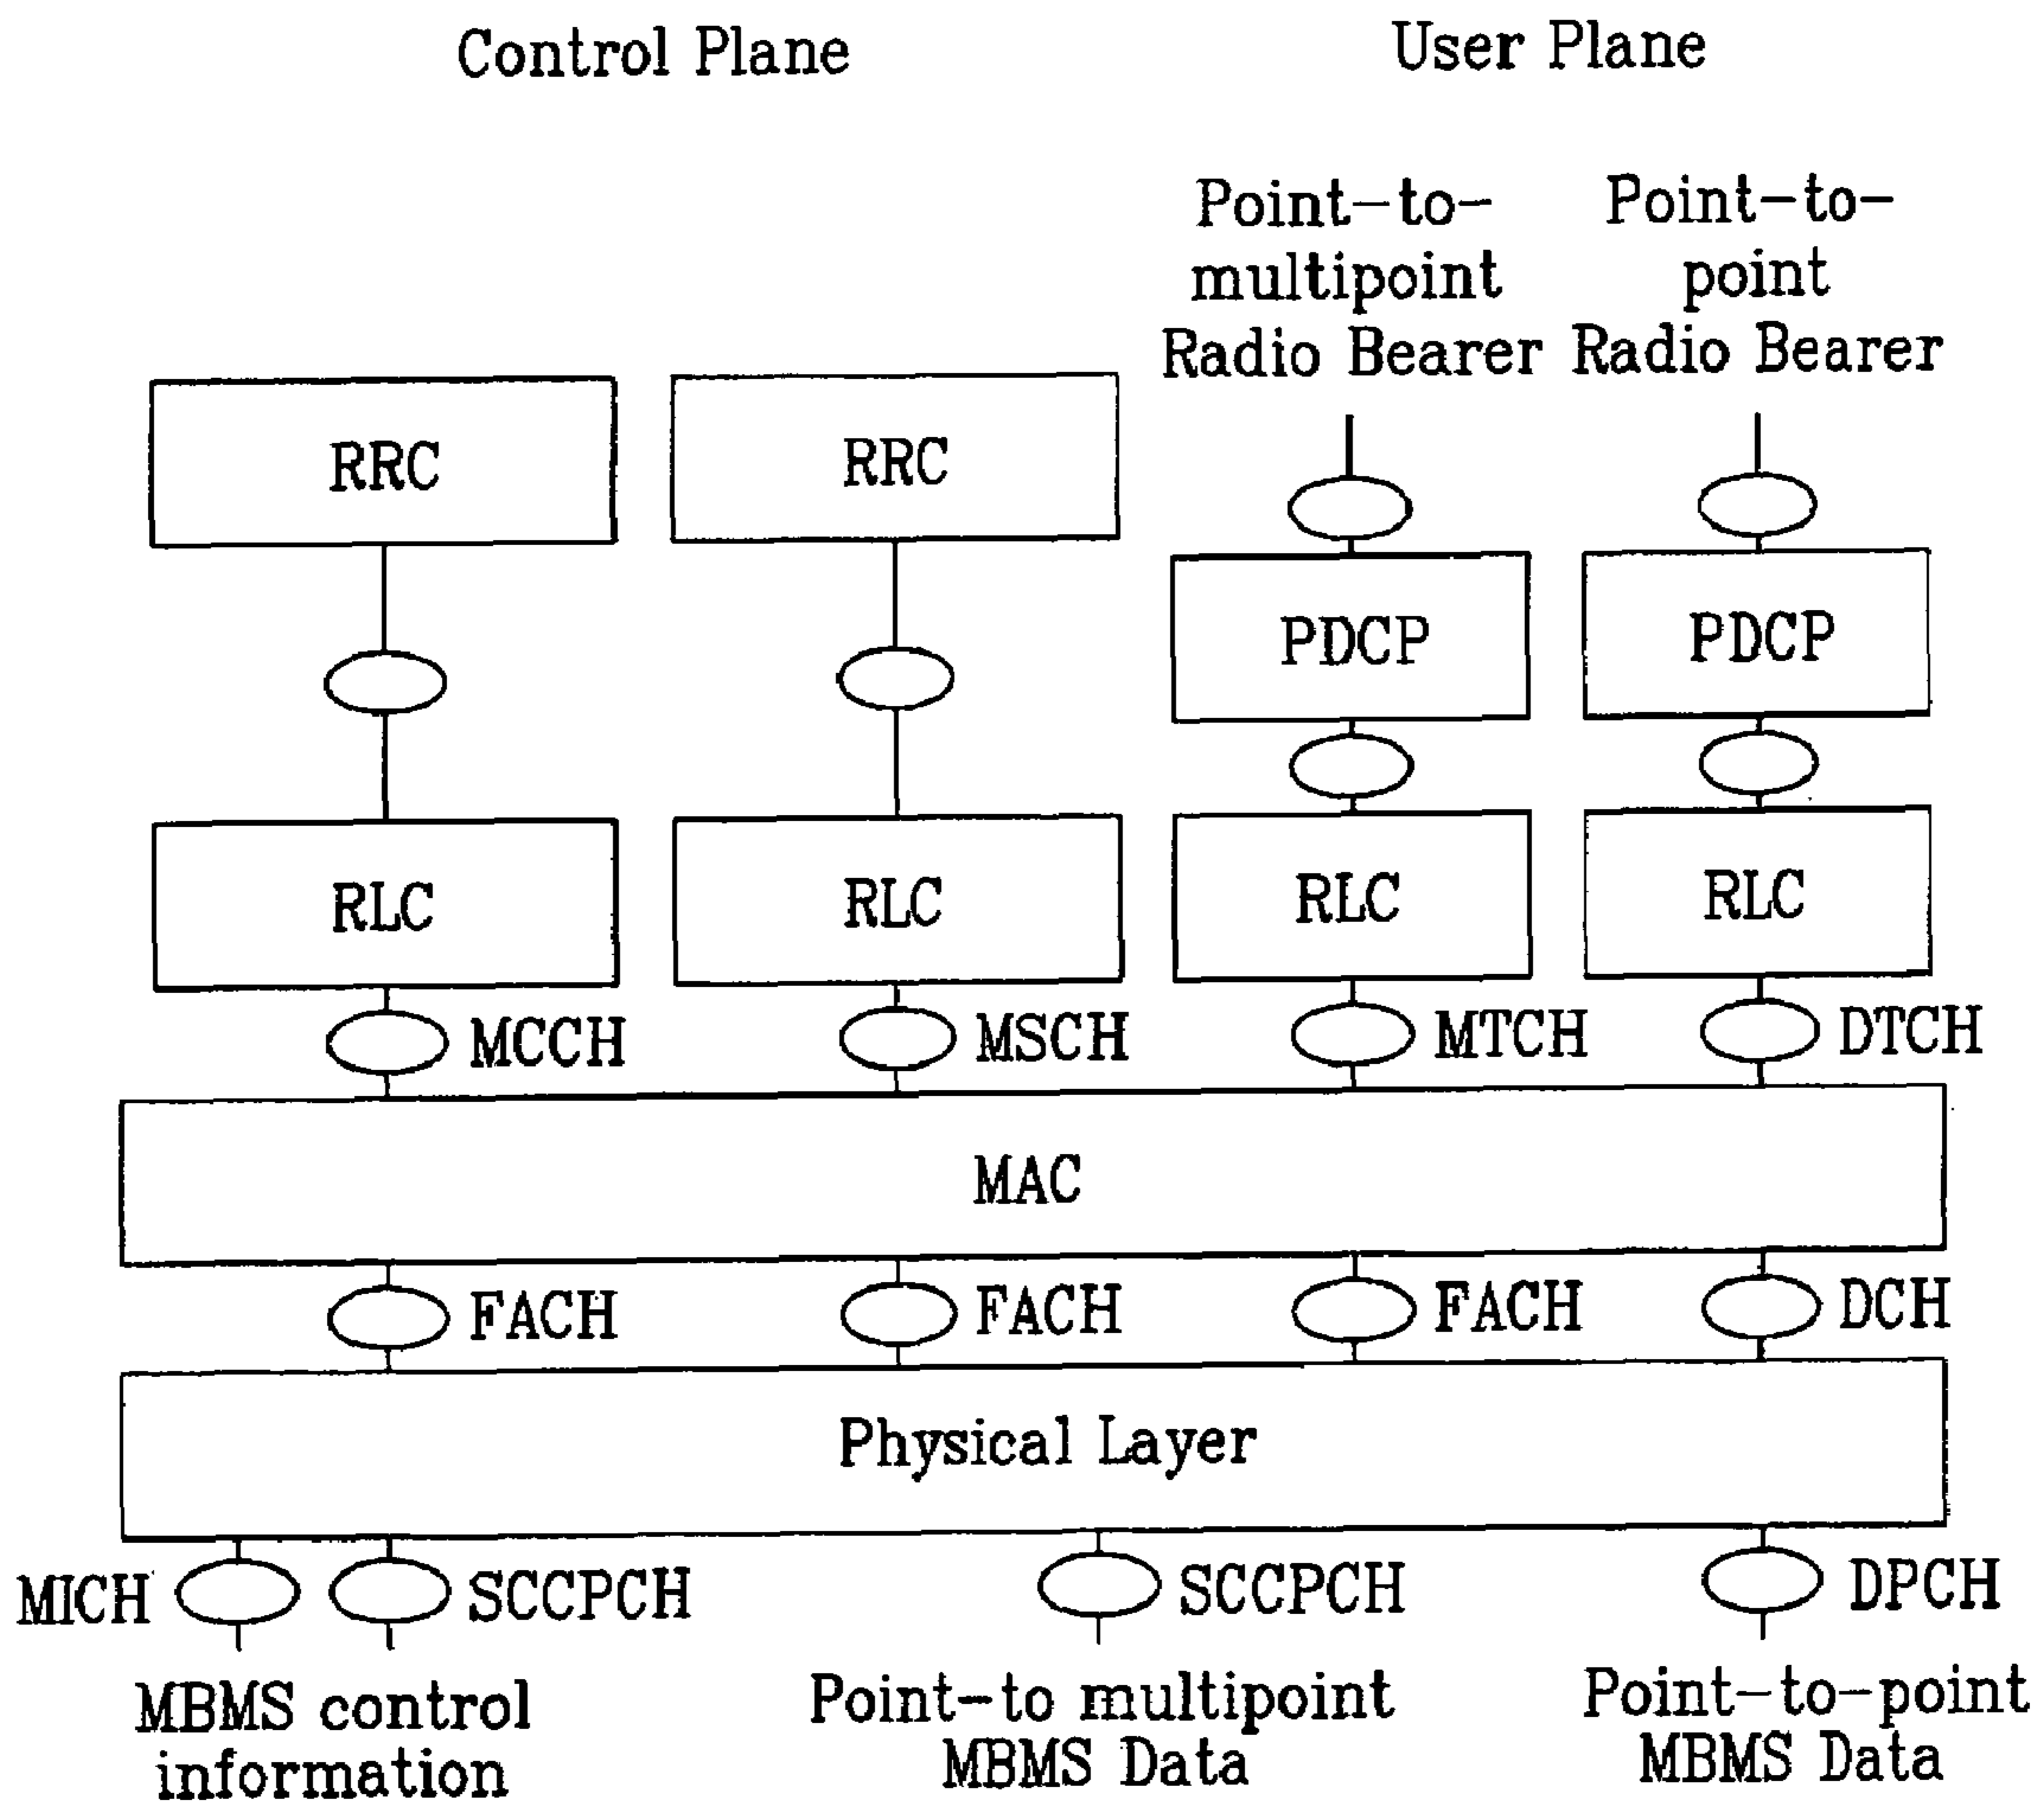 Control Plane
User Plane
Point-to-
multipoint
Radio Bearer
Point-to-
point
Radio Bearer
RRC
RRC
PDCP
PDCP
RLC
RLC
RLC
RLC
MCCH
MSCH
MTCH
DTCH
MAC
FACH
FACH
FACH
DCH
Physical Layer
MICH
SCCPCH
SCCPCH
DPCH
MBMS control
information
Point-to multipoint
MBMS Data
Point-to-point
MBMS Data